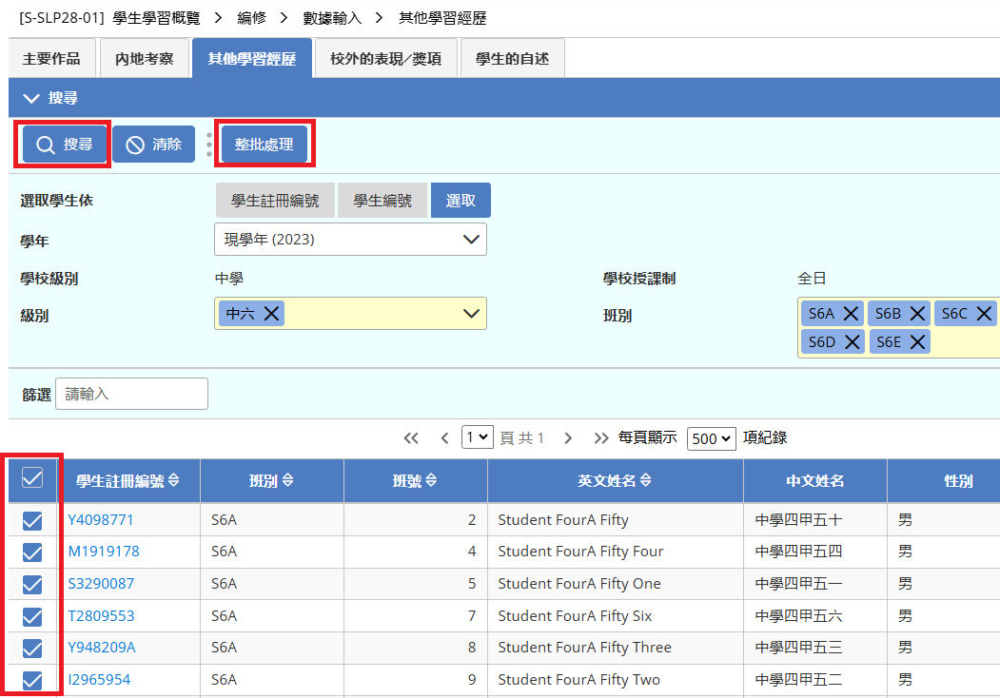 [S-SLP28-01] 學生學習概覽 > 編修 > 數據輸入 > 其他學習經歷
主要作品 內地考察 其他學習經歷 校外的表現/獎項 學生的自述
搜尋
搜尋 清除 整批處理
選取學生依 學生註冊編號 學生編號 選取
學年 現學年 (2023)
學校級別 中學 學校授課制 全日
級別 中六 班別 S6A S6B S6C
S6D S6E
篩選 請輸入
1 頁 共 1 每頁顯示 500 項紀錄
學生註冊編號 班別 班號 英文姓名 中文姓名 性別
Y4098771 S6A 2 Student FourA Fifty 中學四甲五十 男
M1919178 S6A 4 Student FourA Fifty Four 中學四甲五四 男
S3290087 S6A 5 Student FourA Fifty One 中學四甲五一 男
T2809553 S6A 7 Student FourA Fifty Six 中學四甲五六 男
Y948209A S6A 8 Student FourA Fifty Three 中學四甲五三 男
I2965954 S6A 9 Student FourA Fifty Two 中學四甲五二 男